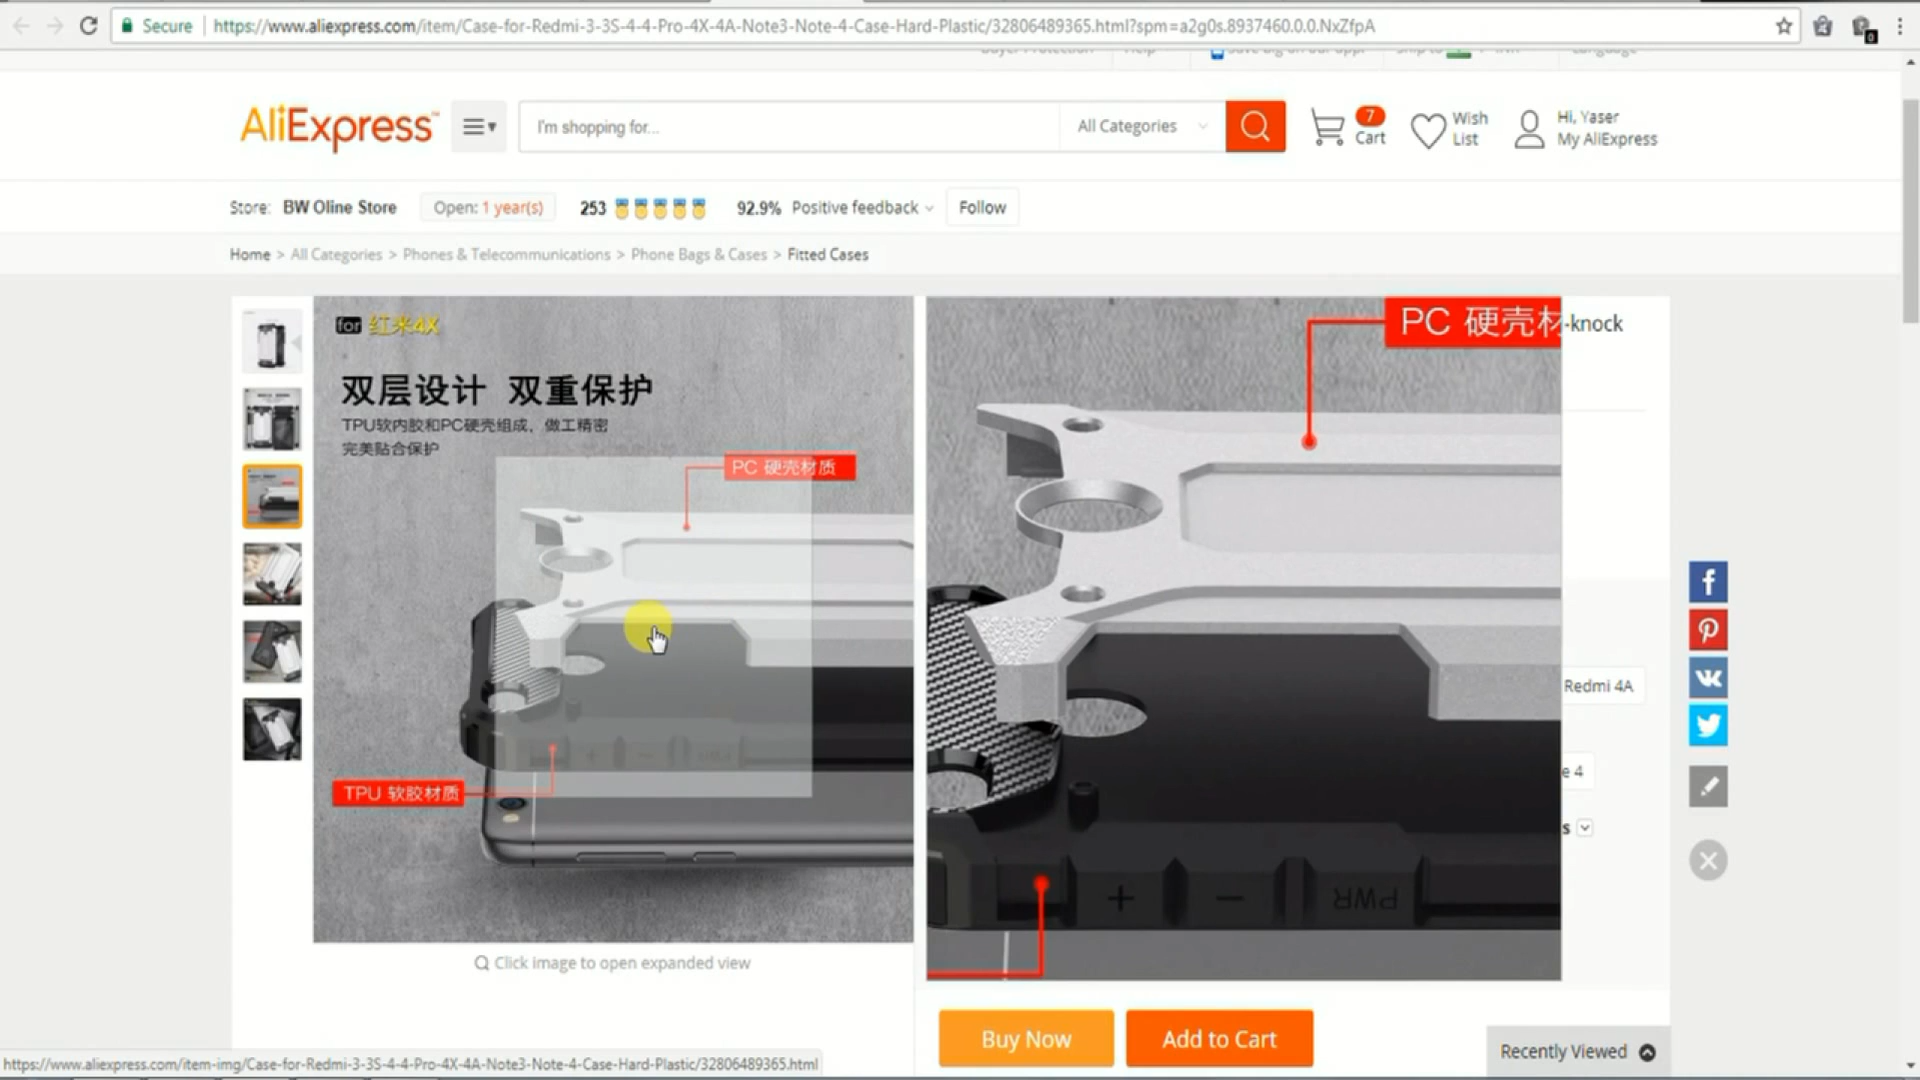 Secure https://www.aliexpress.com/item/Case-for-Redmi-3-3S-4-4-Pro-4X-4A-Note3-Note-4-Case-Hard-Plastic/32806489365.html?spm=a2g0s.8937460.0.0.NxZfpA
0
AliExpress
I'm shopping for...
All Categories
7
Cart
Wish
List
Hi, Yaser
My AliExpress
Store: BW Oline Store Open: 1 year(s) 253 92.9% Positive feedback Follow
Home > All Categories > Phones & Telecommunications > Phone Bags & Cases > Fitted Cases
for 红米4X
双层设计 双重保护
TPU软内胶和PC硬壳组成，做工精密
完美贴合保护
PC 硬壳材质
TPU 软胶材质
PC 硬壳材
-knock
+ − PWR
Redmi 4A
e 4
s
Click image to open expanded view
Buy Now
Add to Cart
Recently Viewed
https://www.aliexpress.com/item-img/Case-for-Redmi-3-3S-4-4-Pro-4X-4A-Note3-Note-4-Case-Hard-Plastic/32806489365.html